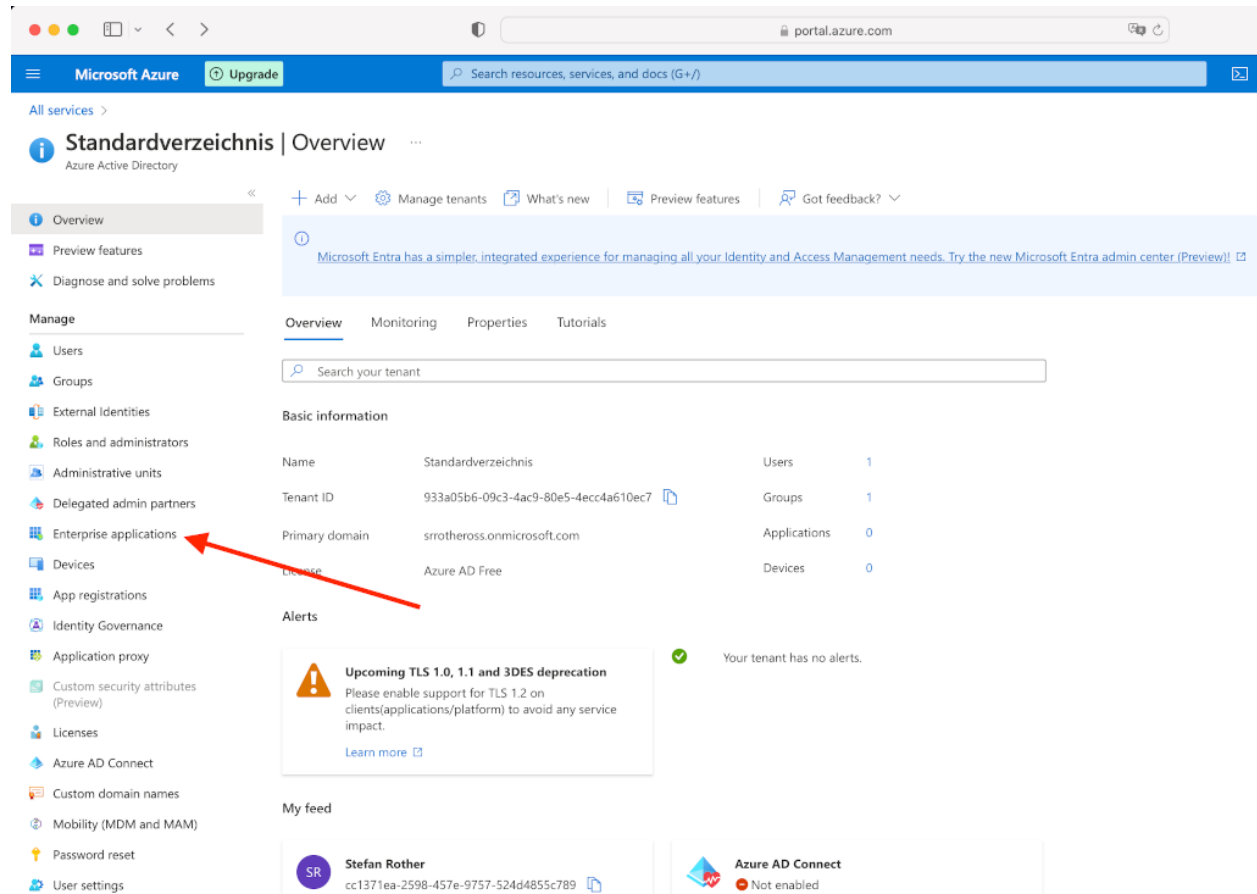 portal.azure.com
Microsoft Azure
Upgrade
Search resources, services, and docs (G+/)
All services >
Standardverzeichnis | Overview ...
Azure Active Directory
«
Add
Manage tenants
What's new
Preview features
Got feedback?
Overview
Preview features
Diagnose and solve problems
Manage
Users
Groups
External Identities
Roles and administrators
Administrative units
Delegated admin partners
Enterprise applications
Devices
App registrations
Identity Governance
Application proxy
Custom security attributes
(Preview)
Licenses
Azure AD Connect
Custom domain names
Mobility (MDM and MAM)
Password reset
User settings
Microsoft Entra has a simpler, integrated experience for managing all your Identity and Access Management needs. Try the new Microsoft Entra admin center (Preview)!
Overview Monitoring Properties Tutorials
Search your tenant
Basic information
Name Standardverzeichnis Users 1
Tenant ID 933a05b6-09c3-4ac9-80e5-4ecc4a610ec7 Groups 1
Primary domain srrotheross.onmicrosoft.com Applications 0
License Azure AD Free Devices 0
Alerts
Upcoming TLS 1.0, 1.1 and 3DES deprecation
Please enable support for TLS 1.2 on
clients(applications/platform) to avoid any service
impact.
Learn more
Your tenant has no alerts.
My feed
SR
Stefan Rother
cc1371ea-2598-457e-9757-524d4855c789
Azure AD Connect
Not enabled